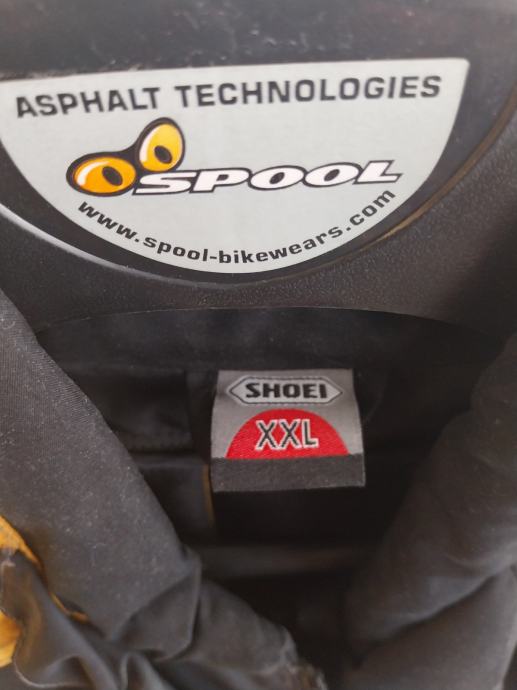 ASPHALT TECHNOLOGIES
SPOOL
www.spool-bikewears.com
SHOEI
XXL